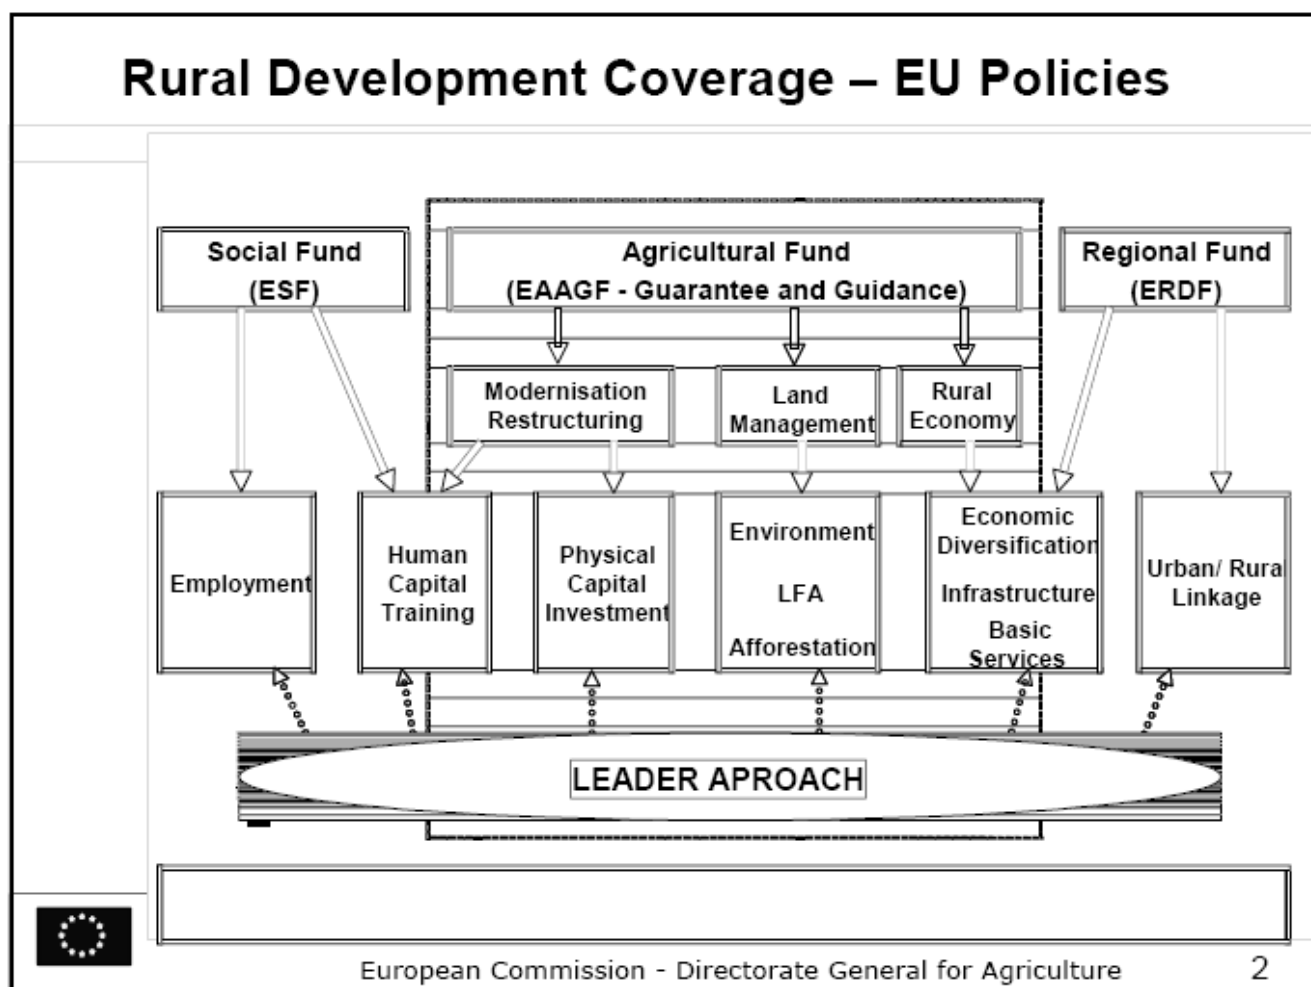 Rural Development Coverage – EU Policies
Social Fund
(ESF)
Agricultural Fund
(EAAGF - Guarantee and Guidance)
Regional Fund
(ERDF)
Modernisation
Restructuring
Land
Management
Rural
Economy
Employment
Human
Capital
Training
Physical
Capital
Investment
Environment
LFA
Afforestation
Economic
Diversification
Infrastructure
Basic
Services
Urban/ Rural
Linkage
LEADER APROACH
European Commission - Directorate General for Agriculture
2